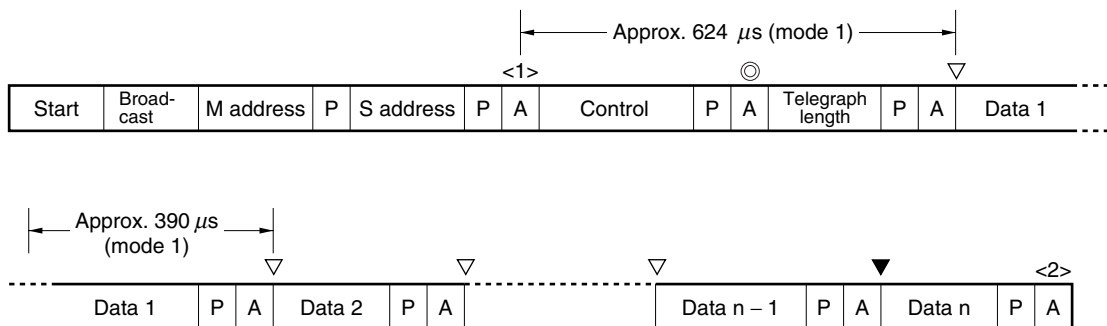 Approx. 624 μs (mode 1)
<1>
Start Broad-cast M address P S address P A Control P A Telegraph length P A Data 1
Approx. 390 μs
(mode 1)
<2>
Data 1 P A Data 2 P A Data n – 1 P A Data n P A